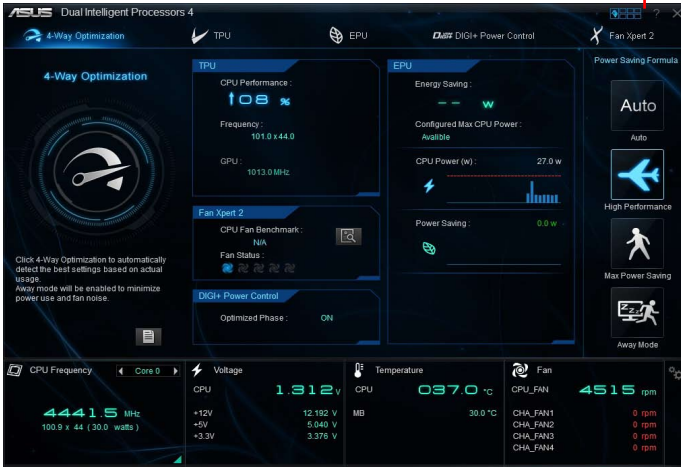 ASUS Dual Intelligent Processors 4
?
4-Way Optimization TPU EPU DIGI+ DIGI+ Power Control Fan Xpert 2
4-Way Optimization
Click 4-Way Optimization to automatically
detect the best settings based on actual
usage.
Away mode will be enabled to minimize
power use and fan noise.
TPU
CPU Performance :
108 %
Frequency :
101.0 x 44.0
GPU :
1013.0 MHz
Fan Xpert 2
CPU Fan Benchmark :
N/A
Fan Status :
DIGI+ Power Control
Optimized Phase : ON
EPU
Energy Saving :
-- w
Configured Max CPU Power :
Avalible
CPU Power (w) : 27.0 w
Power Saving : 0.0 w
Power Saving Formula
Auto
Auto
High Performance
Max Power Saving
Zzz
Away Mode
CPU Frequency Core 0
4441.5 MHz
100.9 x 44 (30.0 watts )
Voltage
CPU 1.312 V
+12V 12.192 V
+5V 5.040 V
+3.3V 3.376 V
Temperature
CPU 037.0 °C
MB 30.0 °C
Fan
CPU_FAN 4515 rpm
CHA_FAN1 0 rpm
CHA_FAN2 0 rpm
CHA_FAN3 0 rpm
CHA_FAN4 0 rpm